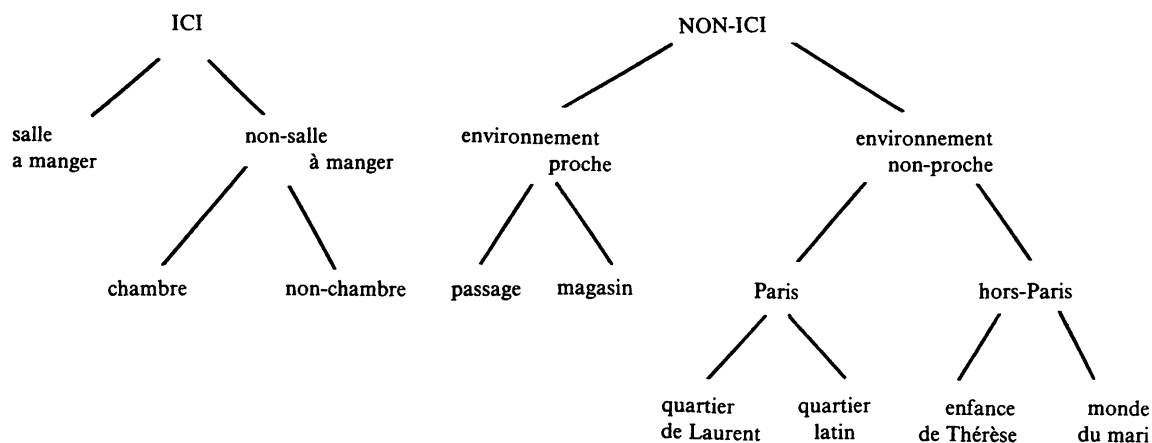 ICI
NON-ICI
salle
a manger
non-salle
à manger
environnement
proche
environnement
non-proche
chambre
non-chambre
passage
magasin
Paris
hors-Paris
quartier
de Laurent
quartier
latin
enfance
de Thérèse
monde
du mari